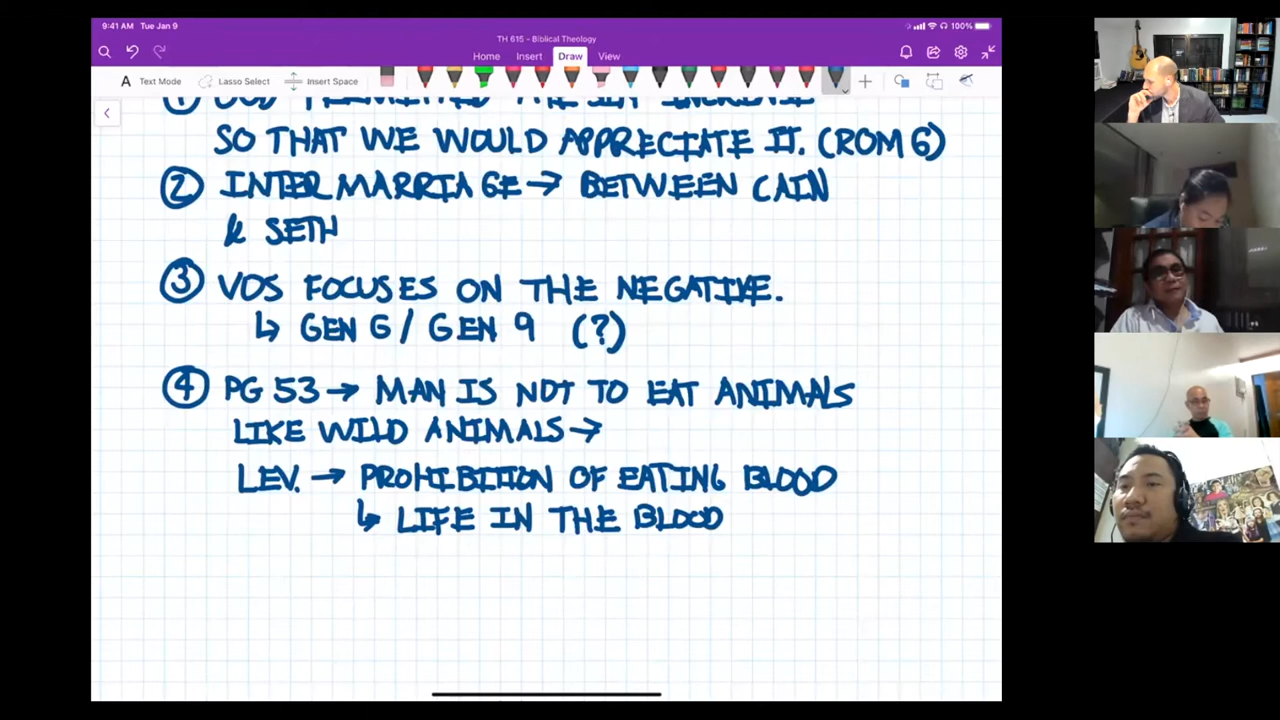 9:41 AM Tue Jan 9
100%
TH 615 - Biblical Theology
Home Insert Draw View
A Text Mode Lasso Select Insert Space
SO THAT WE WOULD APPRECIATE IT. (ROM 6)
② INTERMARRIAGE → BETWEEN CAIN
& SETH
③ VOS FOCUSES ON THE NEGATIVE.
↳ GEN 6 / GEN 9 (?)
④ PG 53 → MAN IS NOT TO EAT ANIMALS
LIKE WILD ANIMALS →
LEV. → PROHIBITION OF EATING BLOOD
↳ LIFE IN THE BLOOD